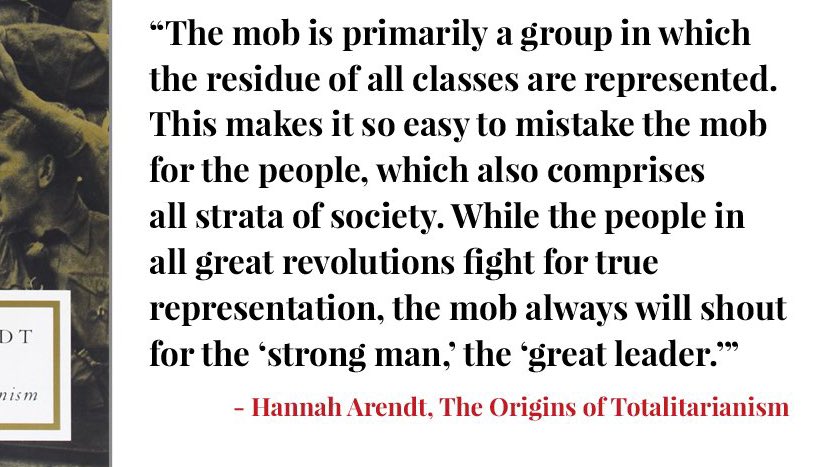 “The mob is primarily a group in which
the residue of all classes are represented.
This makes it so easy to mistake the mob
for the people, which also comprises
all strata of society. While the people in
all great revolutions fight for true
representation, the mob always will shout
for the ‘strong man,’ the ‘great leader.’”
- Hannah Arendt, The Origins of Totalitarianism
DT
nism